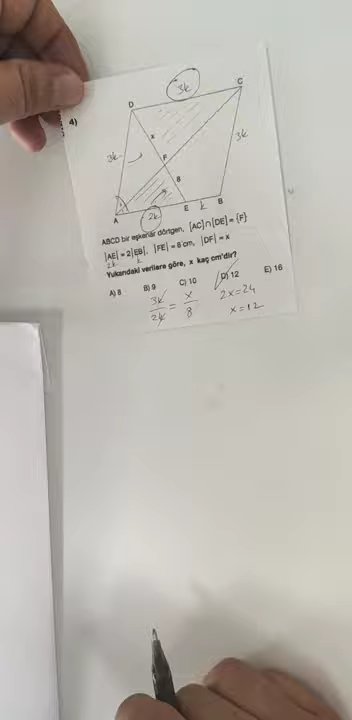 4)
D
3k
C
3k
x
3k
F
8
A
2k
E
k
B
ABCD bir eşkenar dörtgen, [AC]∩[DE] = {F}
|AE| = 2|EB|, |FE| = 8 cm, |DF| = x
2k
k
Yukarıdaki verilere göre, x kaç cm'dir?
A) 8 B) 9 C) 10 D) 12 E) 16
3k/2k = x/8
2x = 24
x = 12